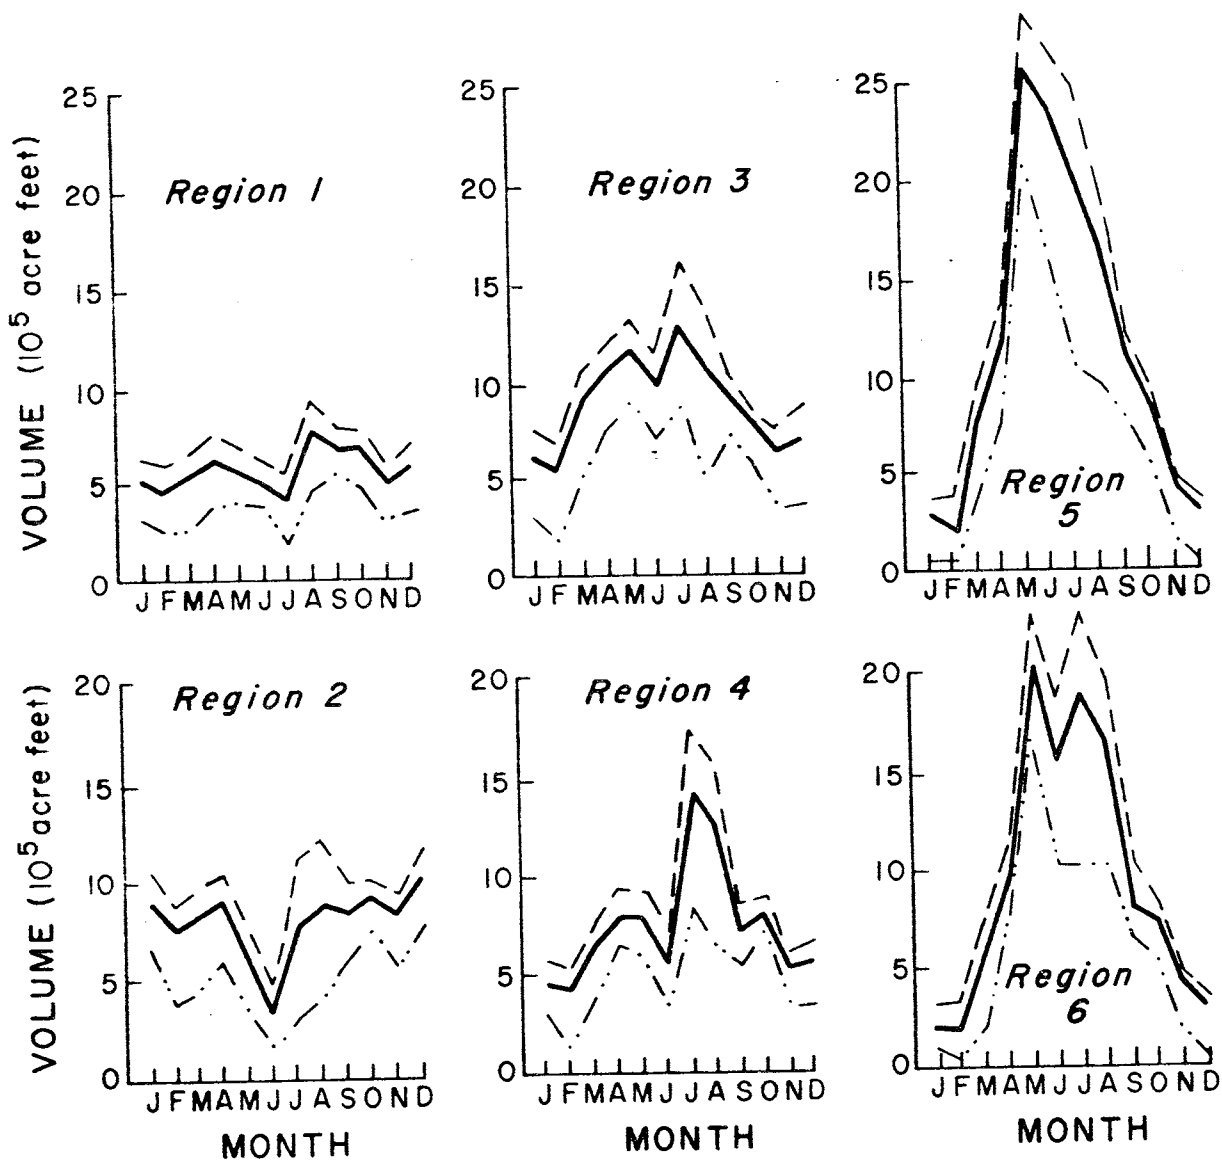 VOLUME (10⁵ acre feet)
25
20
15
10
5
0
Region 1
J F M A M J J A S O N D
25
20
15
10
5
0
Region 3
J F M A M J J A S O N D
25
20
15
10
5
0
Region
5
J F M A M J J A S O N D
VOLUME (10⁵ acre feet)
20
15
10
5
0
Region 2
J F M A M J J A S O N D
MONTH
20
15
10
5
0
Region 4
J F M A M J J A S O N D
MONTH
20
15
10
5
0
Region
6
J F M A M J J A S O N D
MONTH